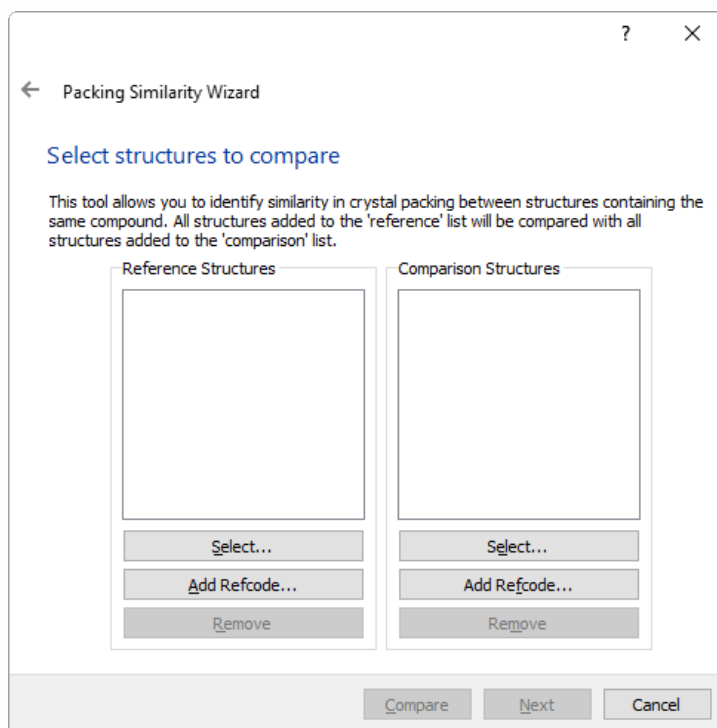 ?
Packing Similarity Wizard
Select structures to compare
This tool allows you to identify similarity in crystal packing between structures containing the
same compound. All structures added to the 'reference' list will be compared with all
structures added to the 'comparison' list.
Reference Structures
Comparison Structures
Select...
Select...
Add Refcode...
Add Refcode...
Remove
Remove
Compare
Next
Cancel